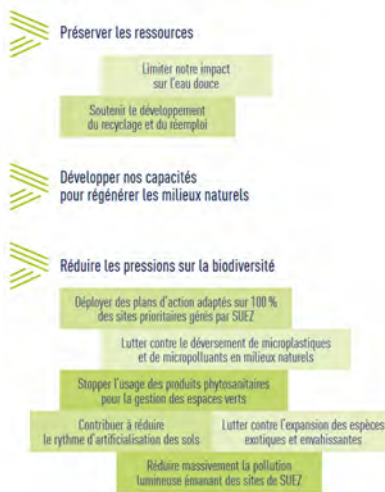 Préserver les ressources
Limiter notre impact
sur l'eau douce
Soutenir le développement
du recyclage et du réemploi
Développer nos capacités
pour régénérer les milieux naturels
Réduire les pressions sur la biodiversité
Déployer des plans d'action adaptés sur 100 %
des sites prioritaires gérés par SUEZ
Lutter contre le déversement de microplastiques
et de micropolluants en milieux naturels
Stopper l'usage des produits phytosanitaires
pour la gestion des espaces verts
Contribuer à réduire
le rythme d'artificialisation des sols
Lutter contre l'expansion des espèces
exotiques et envahissantes
Réduire massivement la pollution
lumineuse émanant des sites de SUEZ